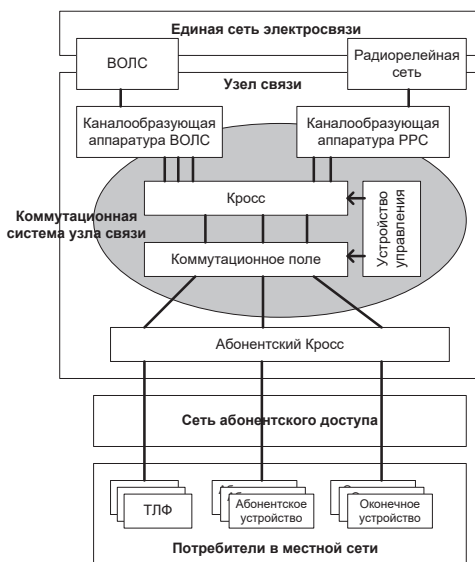 Единая сеть электросвязи
ВОЛС
Радиорелейная
сеть
Узел связи
Каналообразующая
аппаратура ВОЛС
Каналообразующая
аппаратура РРС
Кросс
Коммутационная
система узла связи
Устройство
управления
Коммутационное поле
Абонентский Кросс
Сеть абонентского доступа
ТЛФ
Абонентское
устройство
Оконечное
устройство
Потребители в местной сети